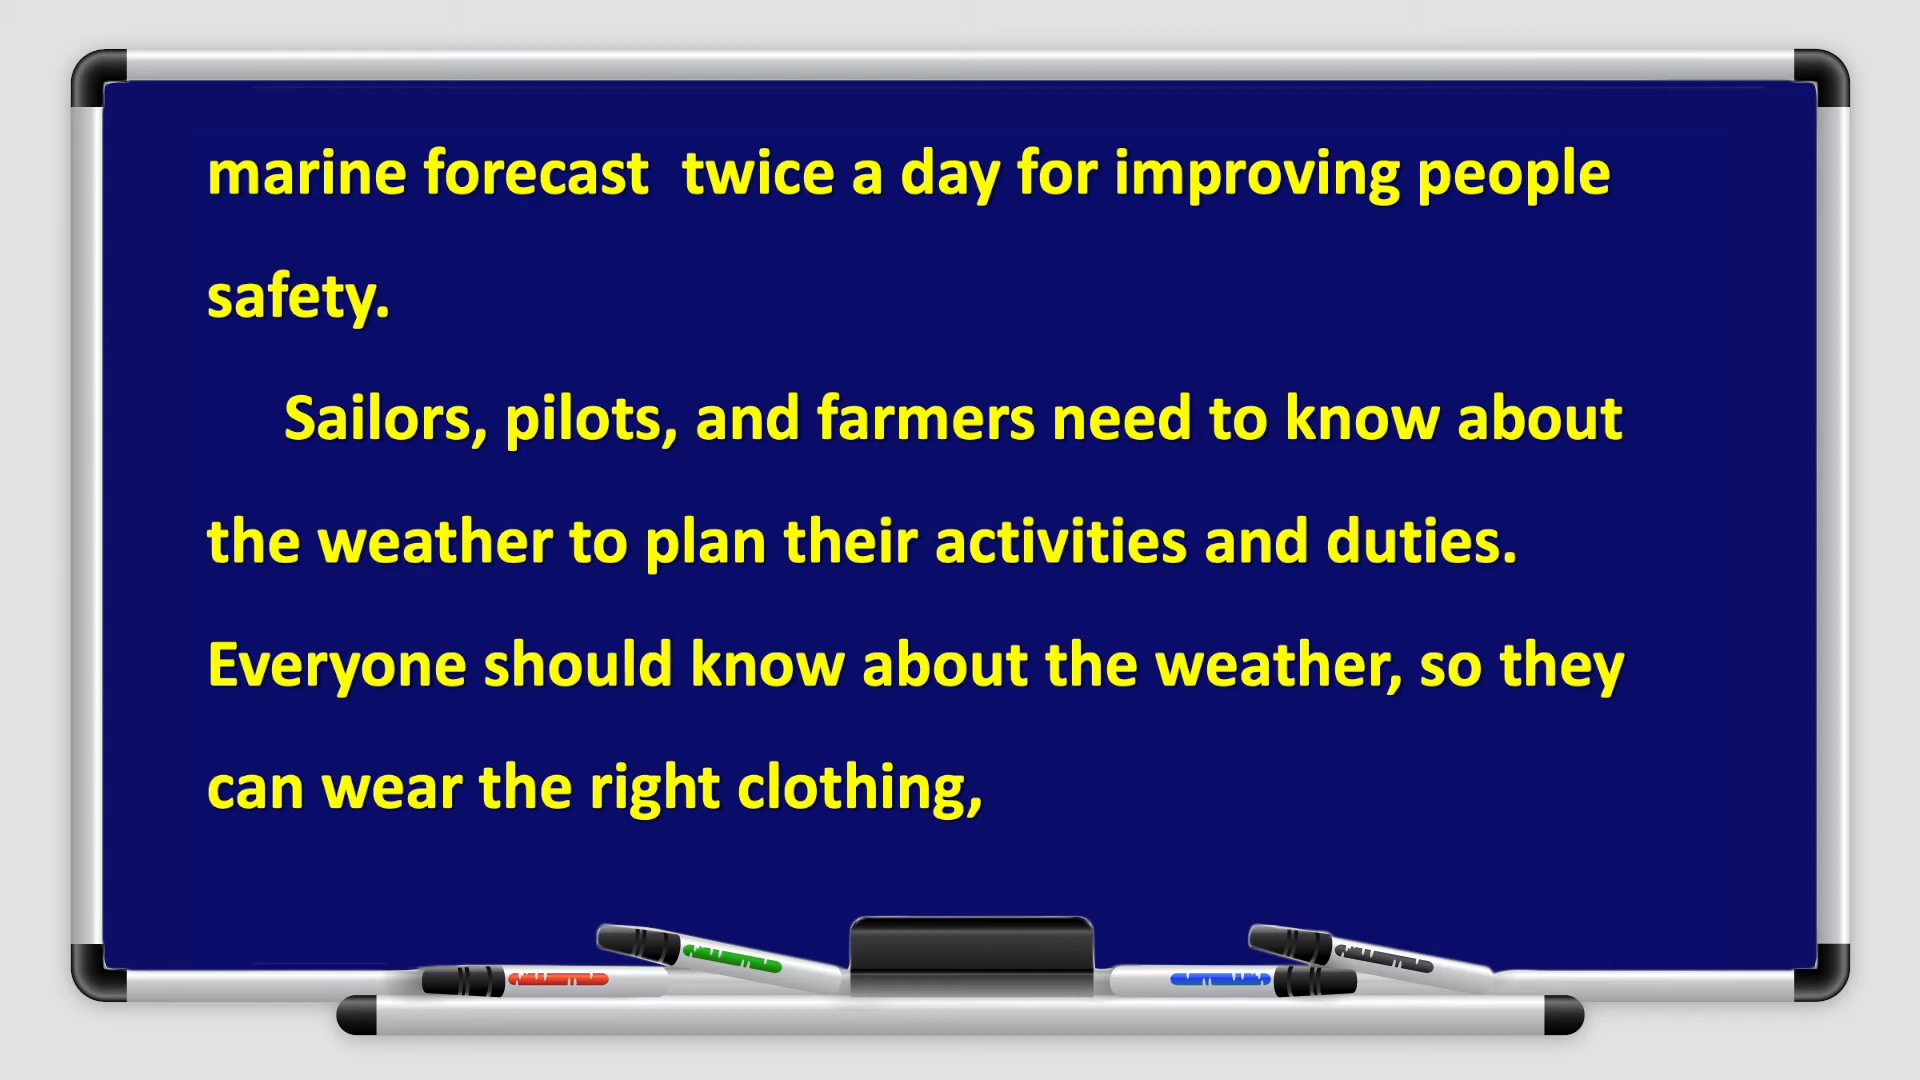 marine forecast  twice a day for improving people
safety.
Sailors, pilots, and farmers need to know about
the weather to plan their activities and duties.
Everyone should know about the weather, so they
can wear the right clothing,